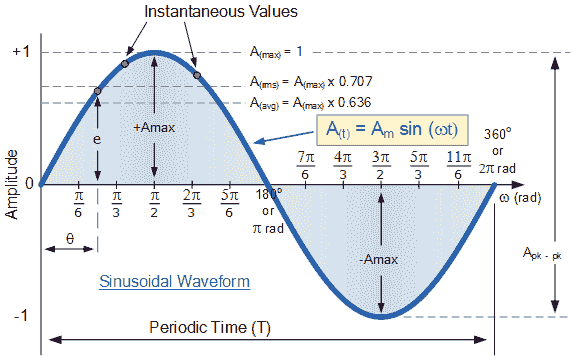 Instantaneous Values
+1
A(max) = 1
A(rms) = A(max) x 0.707
A(avg) = A(max) x 0.636
+Amax
A(t) = Am sin (ωt)
e
360°
or
2π rad
7π/6 4π/3 3π/2 5π/3 11π/6
Amplitude
0
π/6 π/3 π/2 2π/3 5π/6
180°
or
π rad
ω (rad)
θ
-Amax
Apk - pk
Sinusoidal Waveform
-1
Periodic Time (T)